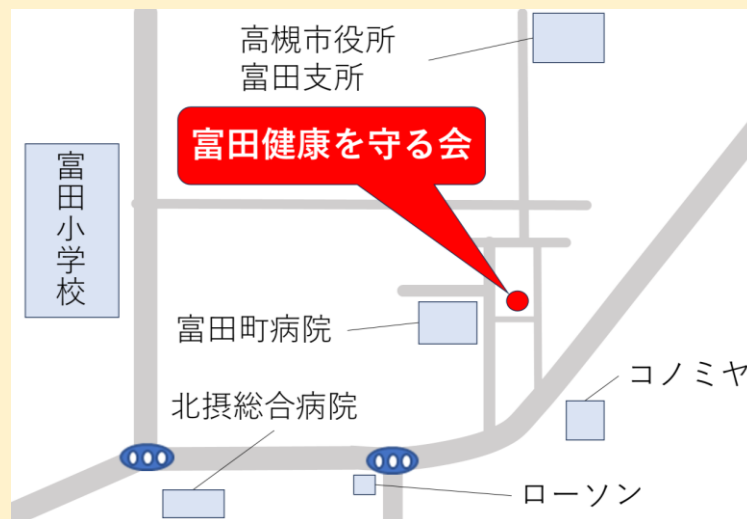 高槻市役所
富田支所
富田健康を守る会
富田小学校
富田町病院
コノミヤ
北摂総合病院
ローソン